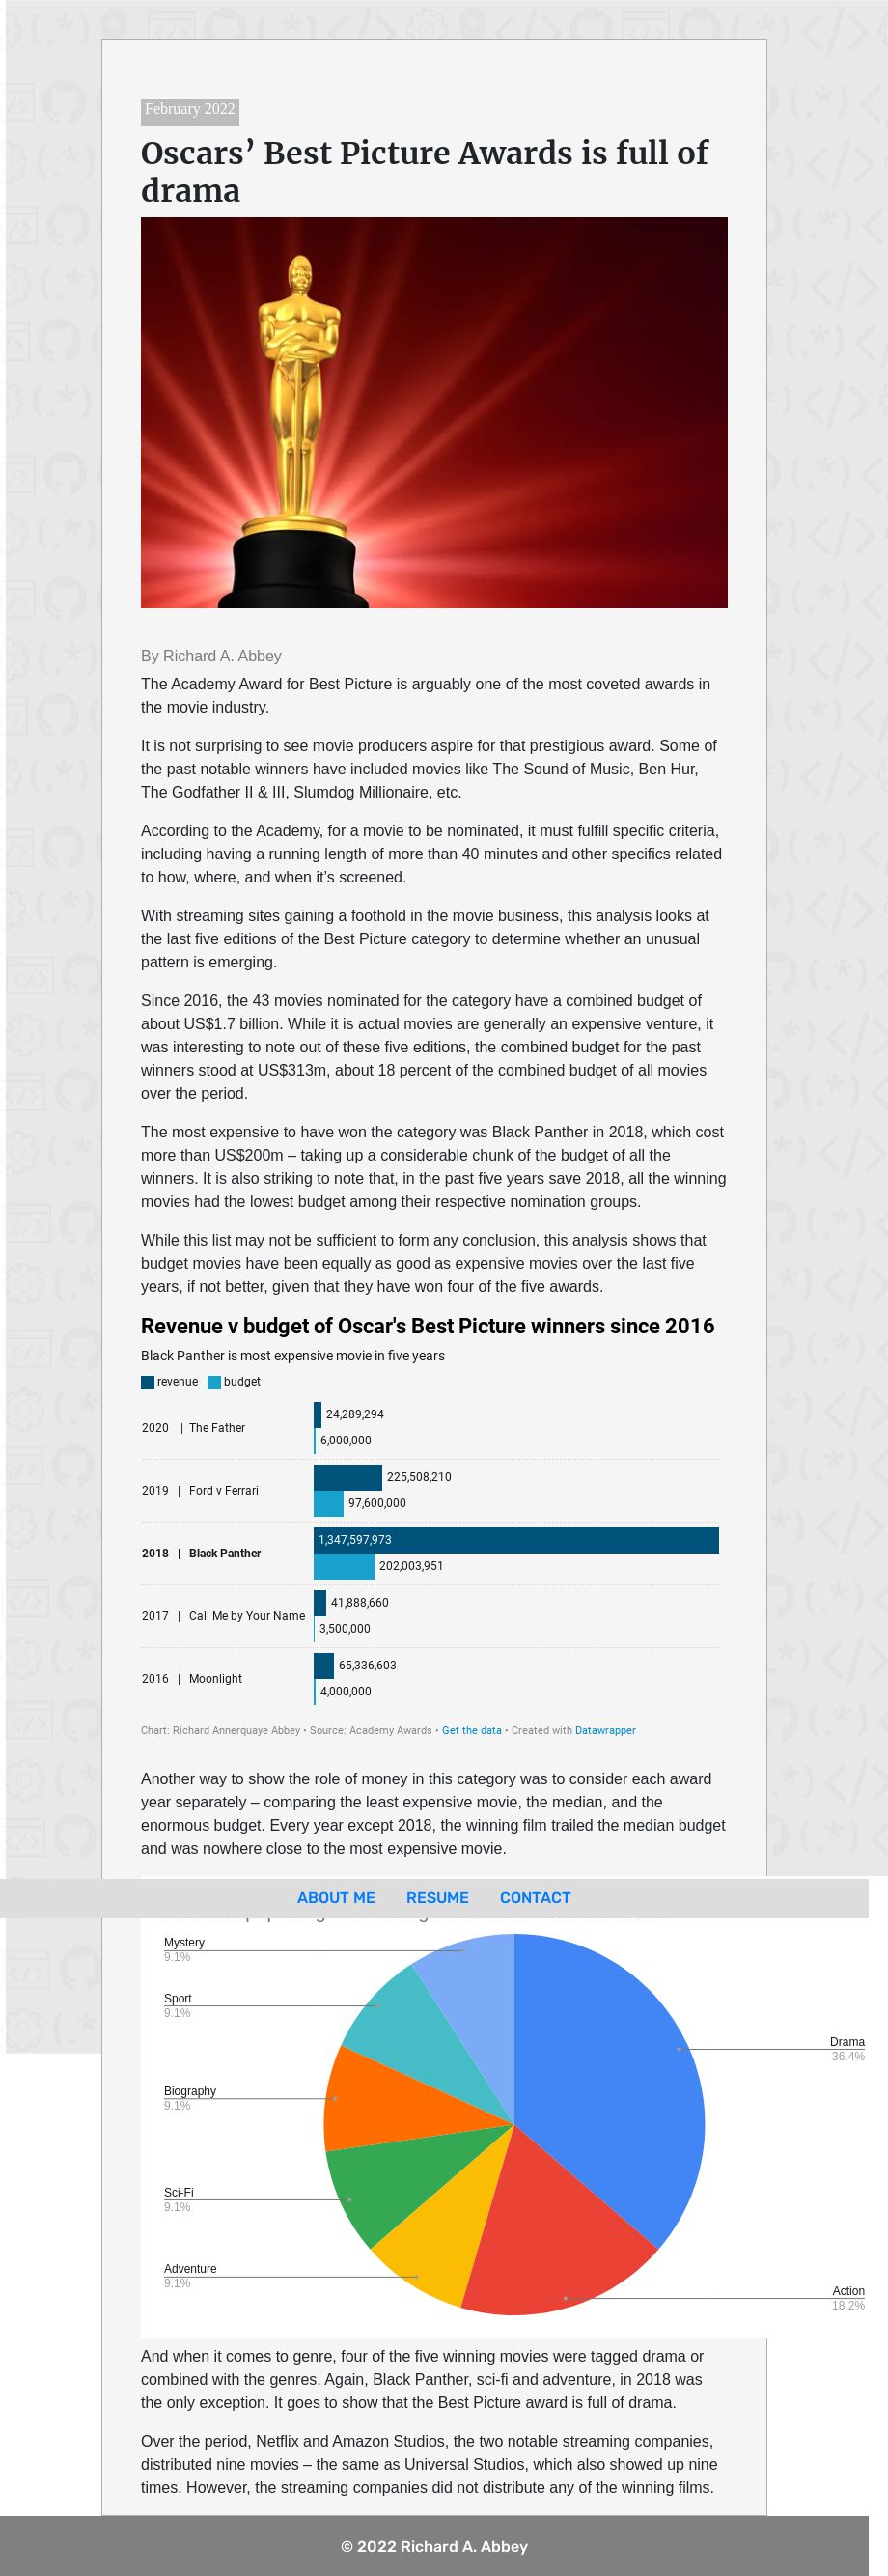 February 2022
Oscars’ Best Picture Awards is full of
drama
By Richard A. Abbey
The Academy Award for Best Picture is arguably one of the most coveted awards in
the movie industry.
It is not surprising to see movie producers aspire for that prestigious award. Some of
the past notable winners have included movies like The Sound of Music, Ben Hur,
The Godfather II & III, Slumdog Millionaire, etc.
According to the Academy, for a movie to be nominated, it must fulfill specific criteria,
including having a running length of more than 40 minutes and other specifics related
to how, where, and when it's screened.
With streaming sites gaining a foothold in the movie business, this analysis looks at
the last five editions of the Best Picture category to determine whether an unusual
pattern is emerging.
Since 2016, the 43 movies nominated for the category have a combined budget of
about US$1.7 billion. While it is actual movies are generally an expensive venture, it
was interesting to note out of these five editions, the combined budget for the past
winners stood at US$313m, about 18 percent of the combined budget of all movies
over the period.
The most expensive to have won the category was Black Panther in 2018, which cost
more than US$200m – taking up a considerable chunk of the budget of all the
winners. It is also striking to note that, in the past five years save 2018, all the winning
movies had the lowest budget among their respective nomination groups.
While this list may not be sufficient to form any conclusion, this analysis shows that
budget movies have been equally as good as expensive movies over the last five
years, if not better, given that they have won four of the five awards.
Revenue v budget of Oscar's Best Picture winners since 2016
Black Panther is most expensive movie in five years
revenue budget
24,289,294
2020 | The Father
6,000,000
225,508,210
2019 | Ford v Ferrari
97,600,000
1,347,597,973
2018 | Black Panther
202,003,951
41,888,660
2017 | Call Me by Your Name
3,500,000
65,336,603
2016 | Moonlight
4,000,000
Chart: Richard Annerquaye Abbey • Source: Academy Awards • Get the data • Created with Datawrapper
Another way to show the role of money in this category was to consider each award
year separately – comparing the least expensive movie, the median, and the
enormous budget. Every year except 2018, the winning film trailed the median budget
and was nowhere close to the most expensive movie.
ABOUT ME RESUME CONTACT
Drama is popular genre among Best Picture award winners
Mystery
9.1%
Sport
9.1%
Drama
36.4%
Biography
9.1%
Sci-Fi
9.1%
Adventure
9.1%
Action
18.2%
And when it comes to genre, four of the five winning movies were tagged drama or
combined with the genres. Again, Black Panther, sci-fi and adventure, in 2018 was
the only exception. It goes to show that the Best Picture award is full of drama.
Over the period, Netflix and Amazon Studios, the two notable streaming companies,
distributed nine movies – the same as Universal Studios, which also showed up nine
times. However, the streaming companies did not distribute any of the winning films.
© 2022 Richard A. Abbey